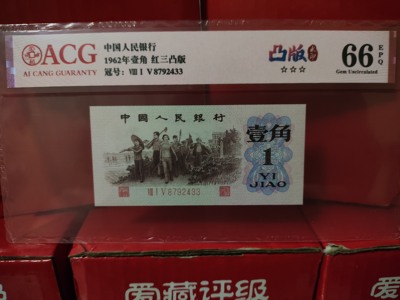 ACG
AI CANG GUARANTY
中国人民银行
1962年壹角 红三凸版
冠号: VIII I V 8792433
凸版
☆☆☆
66 EPQ
Gem Uncirculated
中国人民银行
壹角
1
YI
JIAO
VIII I V 8792433
爱藏评级